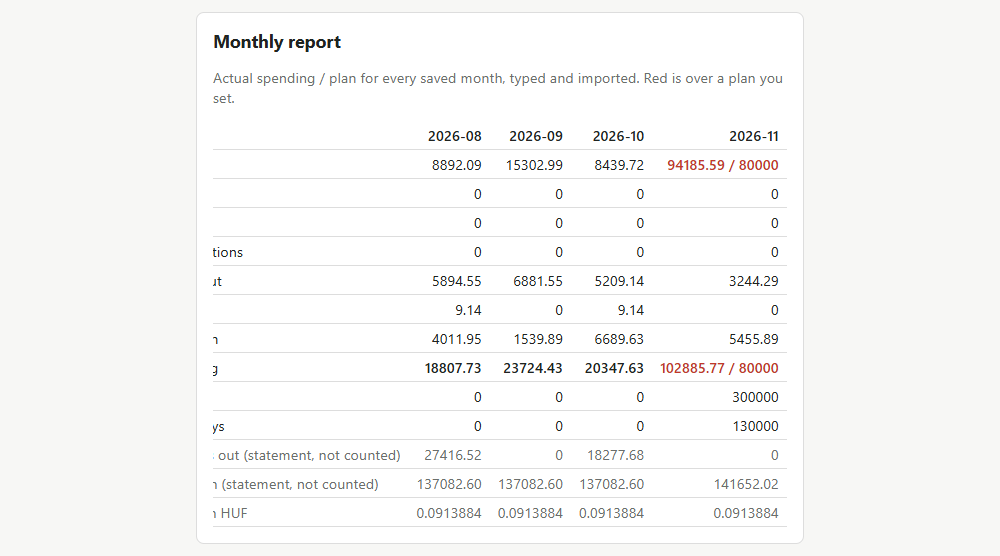 Monthly report
Actual spending / plan for every saved month, typed and imported. Red is over a plan you
set.
2026-08 2026-09 2026-10 2026-11
8892.09 15302.99 8439.72 94185.59 / 80000
0 0 0 0
0 0 0 0
tions 0 0 0 0
ut 5894.55 6881.55 5209.14 3244.29
9.14 0 9.14 0
n 4011.95 1539.89 6689.63 5455.89
g 18807.73 23724.43 20347.63 102885.77 / 80000
0 0 0 300000
ys 0 0 0 130000
out (statement, not counted) 27416.52 0 18277.68 0
n (statement, not counted) 137082.60 137082.60 137082.60 141652.02
n HUF 0.0913884 0.0913884 0.0913884 0.0913884